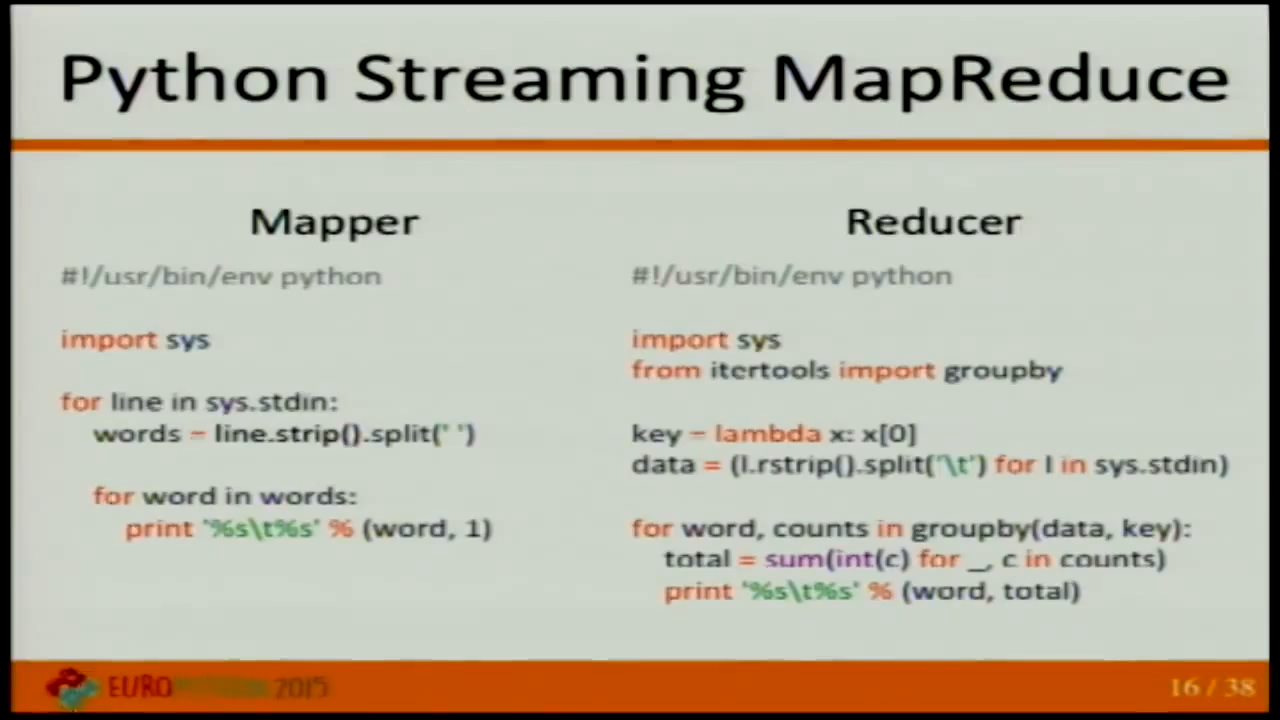 Python Streaming MapReduce
Mapper
#!/usr/bin/env python
import sys
for line in sys.stdin:
words = line.strip().split(' ')
for word in words:
print '%s\t%s' % (word, 1)
Reducer
#!/usr/bin/env python
import sys
from itertools import groupby
key = lambda x: x[0]
data = (l.rstrip().split('\t') for l in sys.stdin)
for word, counts in groupby(data, key):
total = sum(int(c) for _, c in counts)
print '%s\t%s' % (word, total)
EUROPYTHON 2015
16 / 38